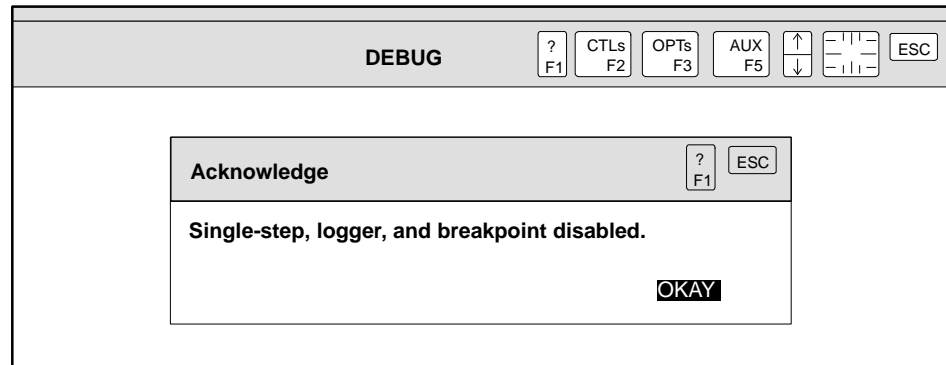 DEBUG
? F1 CTLs F2 OPTs F3 AUX F5 ESC
Acknowledge
? F1 ESC
Single-step, logger, and breakpoint disabled.
OKAY